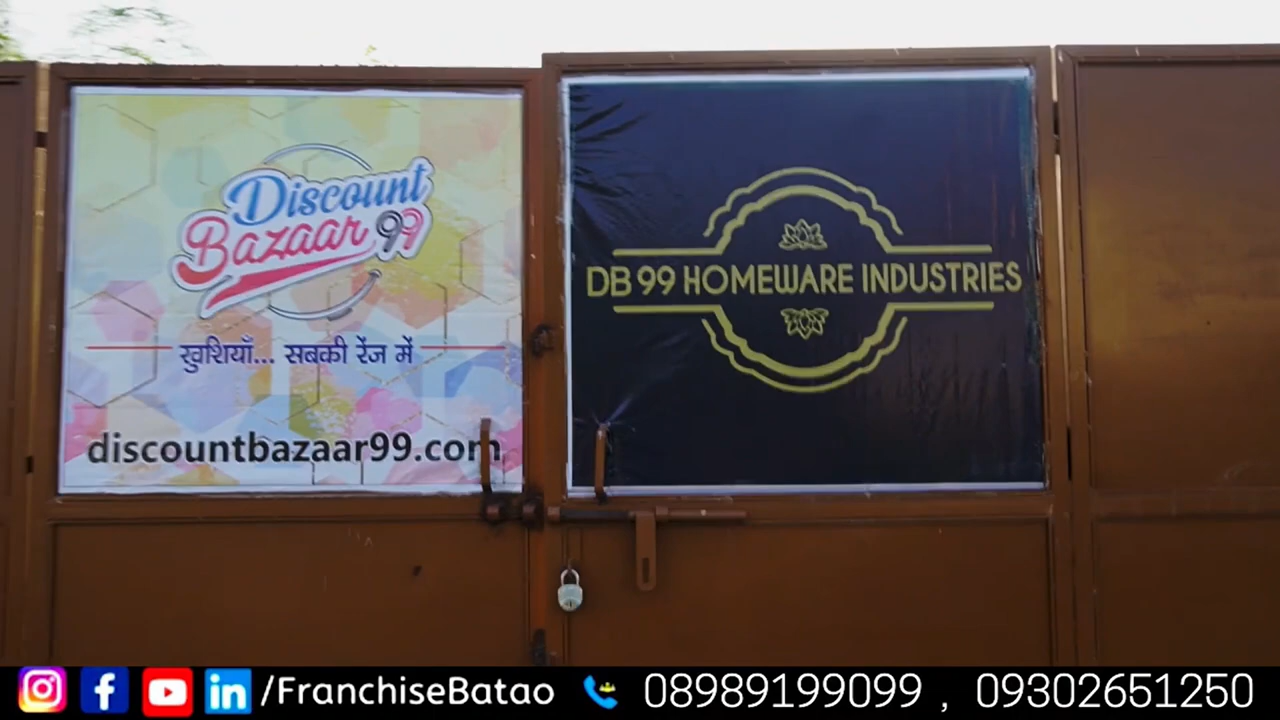 Discount
Bazaar 99
खुशियाँ... सबकी रेंज में
discountbazaar99.com
DB 99 HOMEWARE INDUSTRIES
/FranchiseBatao 08989199099 , 09302651250